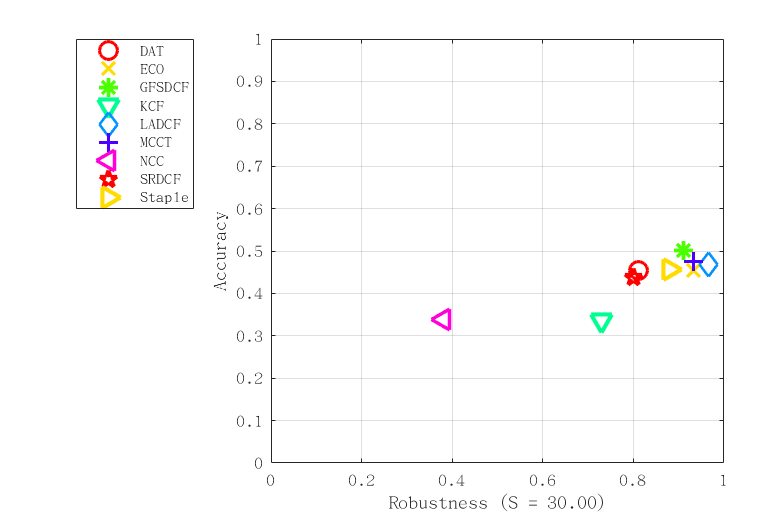 DAT
ECO
GFSDCF
KCF
LADCF
MCCT
NCC
SRDCF
Staple
1
0.9
0.8
0.7
0.6
0.5
0.4
0.3
0.2
0.1
0
Accuracy
0 0.2 0.4 0.6 0.8 1
Robustness (S = 30.00)